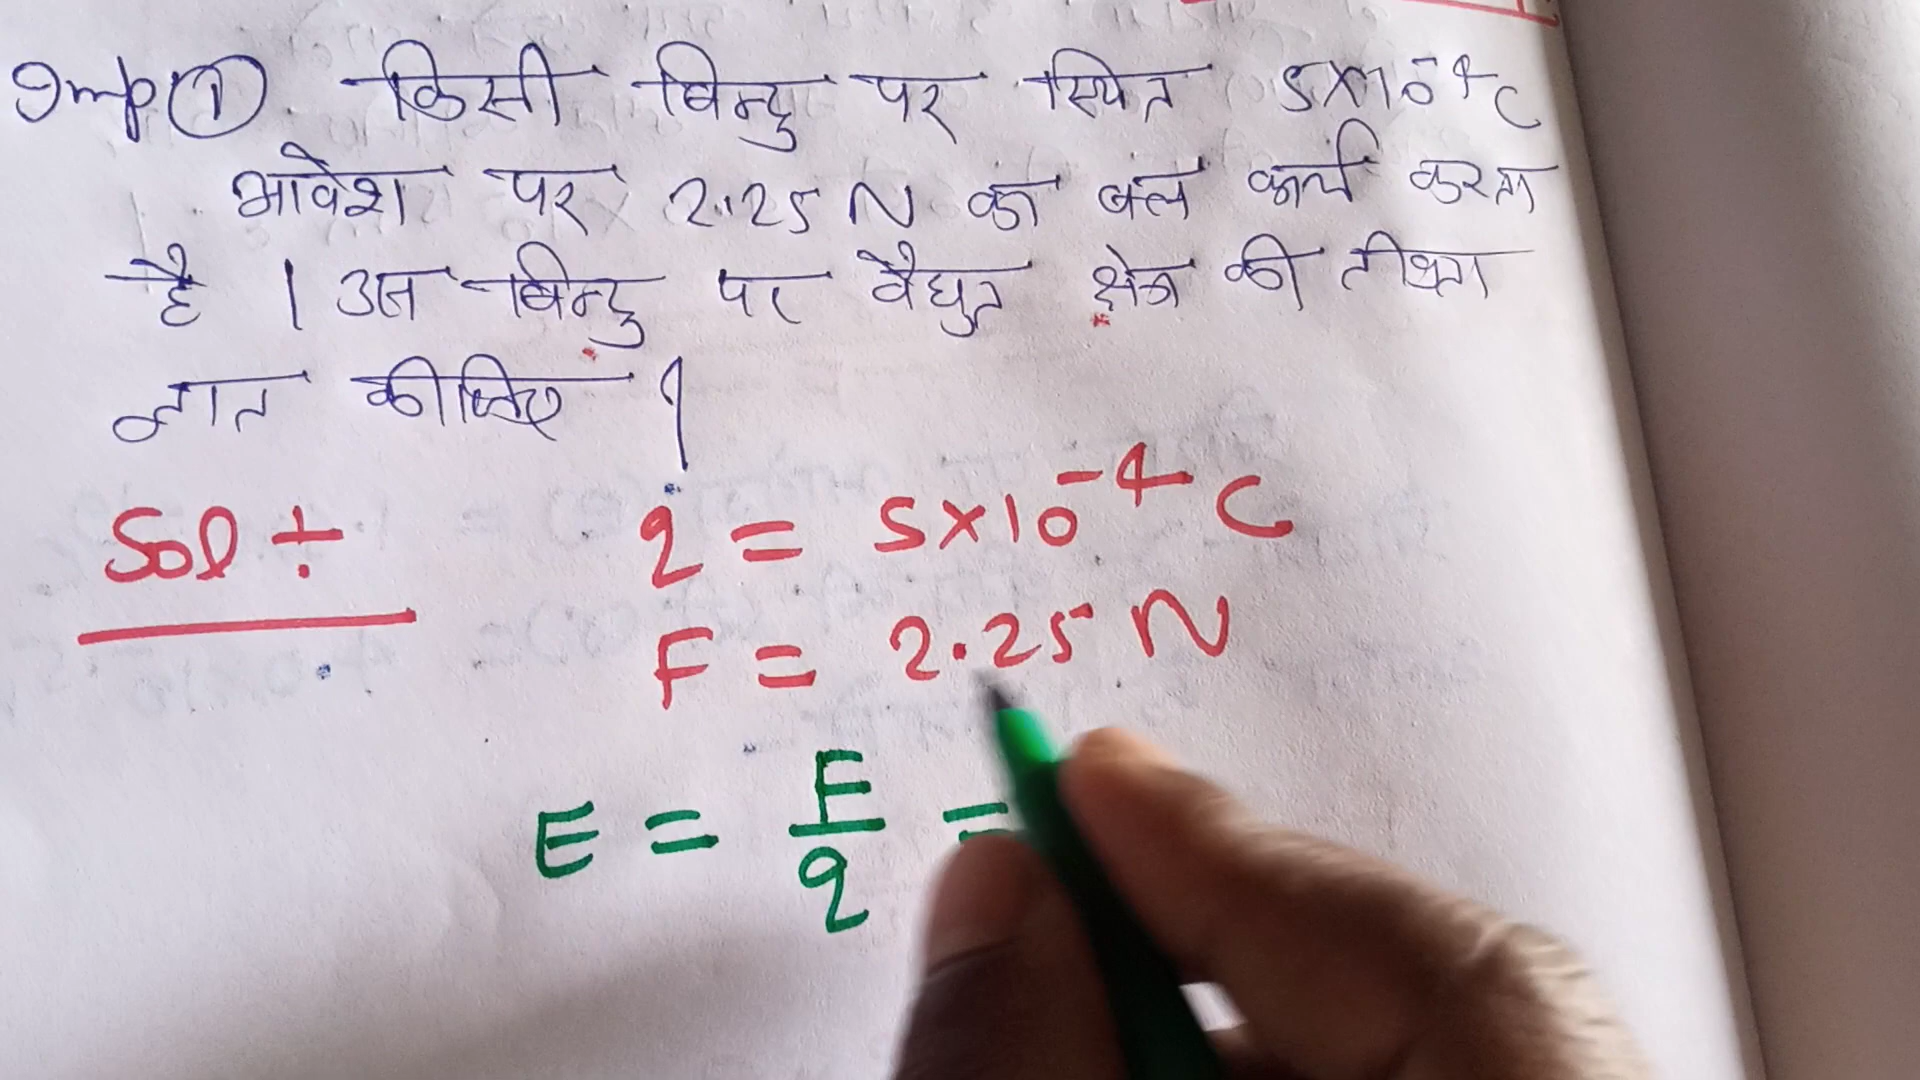 Imp ① किसी बिन्दु पर स्थित 5×10⁻⁴C
आवेश पर 2.25 N का बल कार्य करता
है । उस बिन्दु पर वैधुत क्षेत्र की तीव्रता
ज्ञात कीजिए ।
Sol ÷ q = 5×10⁻⁴ C
F = 2.25 N
E = F/q =